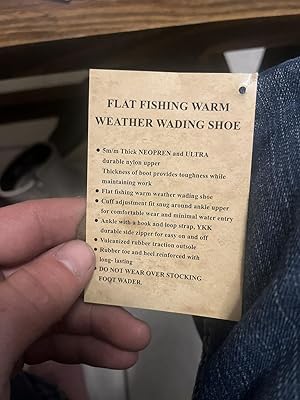 FLAT FISHING WARM
WEATHER WADING SHOE
• 5m/m Thick NEOPREN and ULTRA
durable nylon upper
Thickness of boot provides toughness while
maintaining work
• Flat fishing warm weather wading shoe
• Cuff adjustment fit snug around ankle upper
for comfortable wear and minimal water entry
• Ankle with a hook and loop strap, YKK
durable side zipper for easy on and off
• Vulcanized rubber traction outsole
• Rubber toe and heel reinforced with
long- lasting
• DO NOT WEAR OVER STOCKING
FOOT WADER.